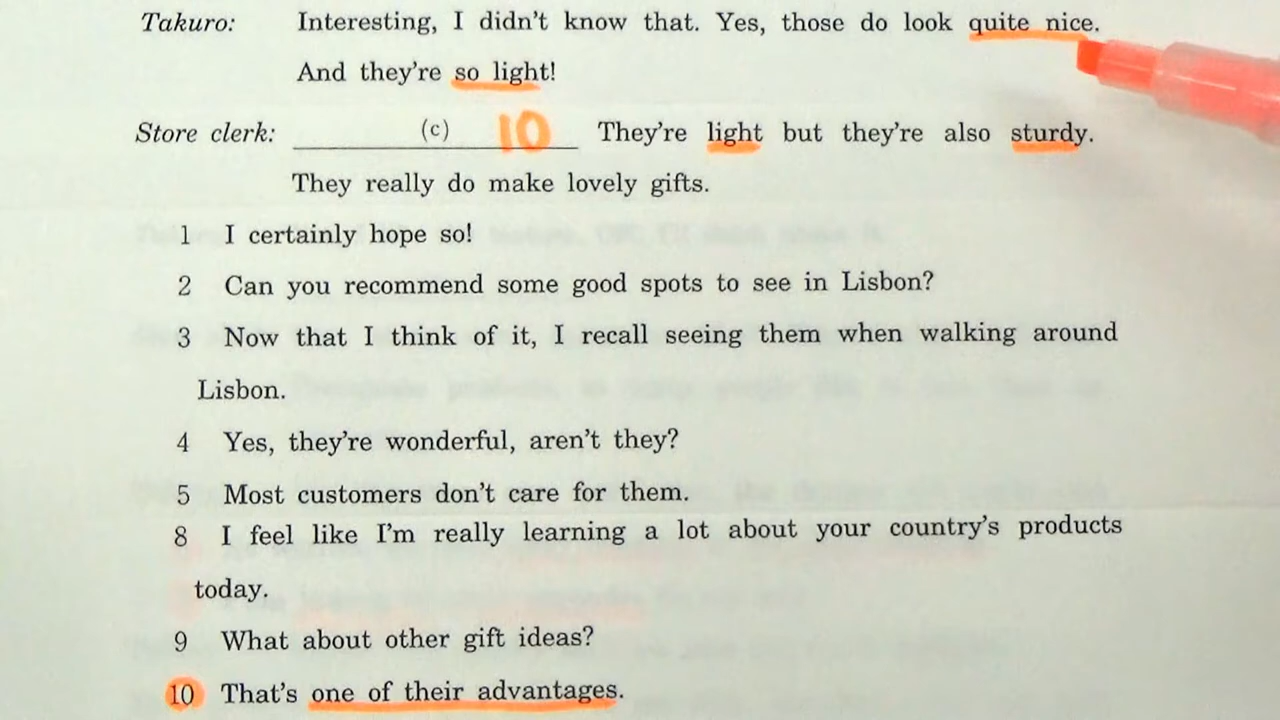 Takuro: Interesting, I didn't know that. Yes, those do look quite nice.
And they're so light!
Store clerk: (c) 10 They're light but they're also sturdy.
They really do make lovely gifts.
1 I certainly hope so!
2 Can you recommend some good spots to see in Lisbon?
3 Now that I think of it, I recall seeing them when walking around
Lisbon.
4 Yes, they're wonderful, aren't they?
5 Most customers don't care for them.
8 I feel like I'm really learning a lot about your country's products
today.
9 What about other gift ideas?
10 That's one of their advantages.